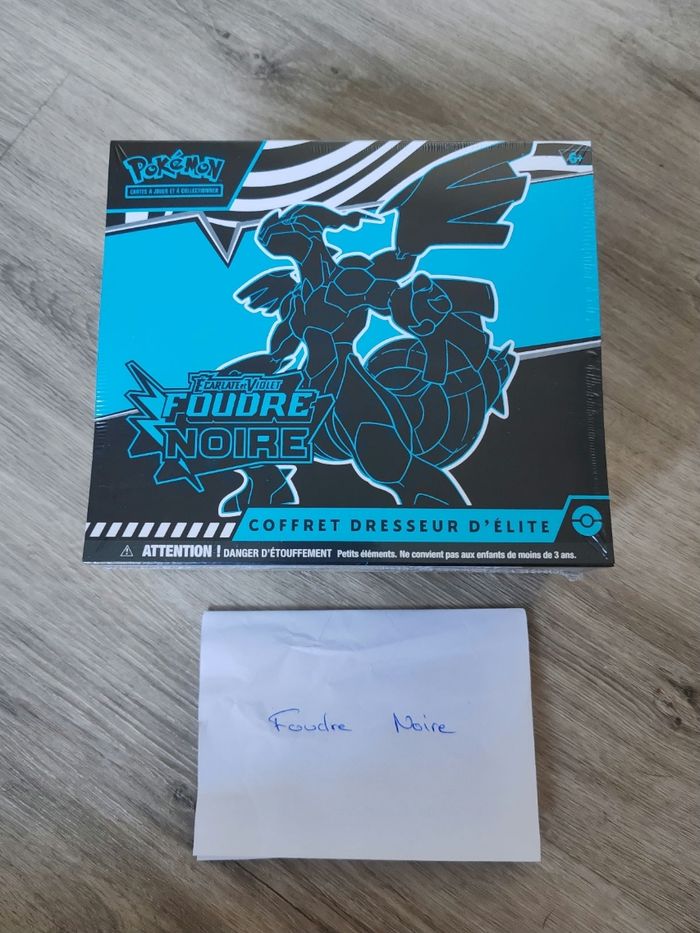 POKéMON
CARTES À JOUER ET À COLLECTIONNER
6+
ÉCARLATE ET VIOLET
FOUDRE
NOIRE
COFFRET DRESSEUR D'ÉLITE
ATTENTION ! DANGER D'ÉTOUFFEMENT Petits éléments. Ne convient pas aux enfants de moins de 3 ans.
Foudre Noire